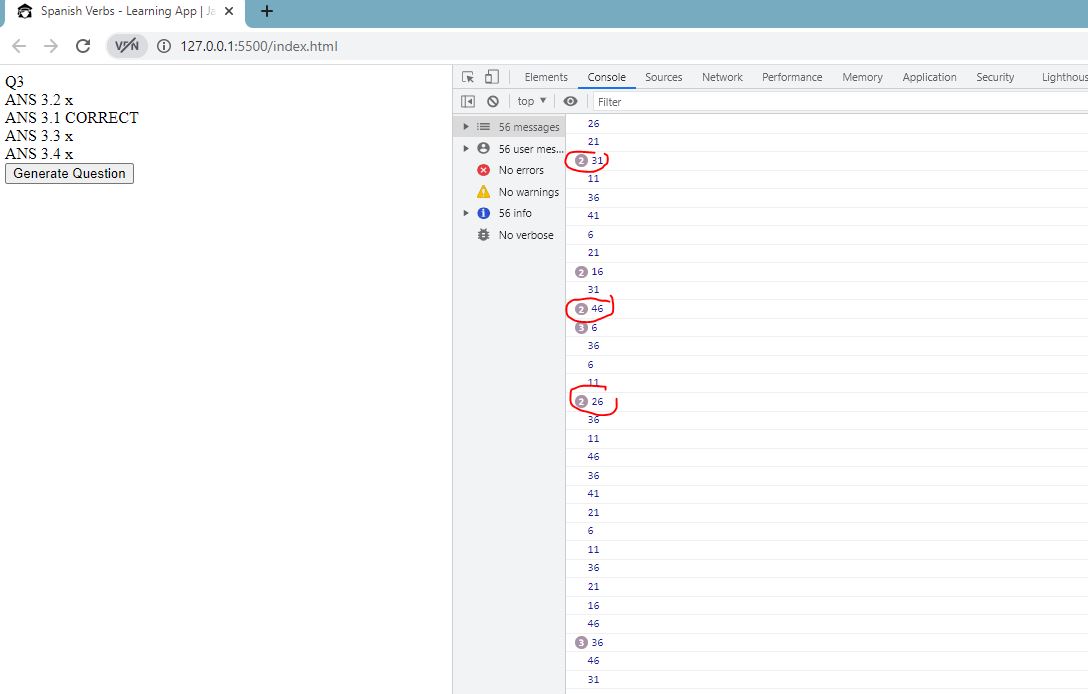 Spanish Verbs - Learning App | Ja
VPN 127.0.0.1:5500/index.html
Q3
ANS 3.2 x
ANS 3.1 CORRECT
ANS 3.3 x
ANS 3.4 x
Generate Question
Elements Console Sources Network Performance Memory Application Security Lighthous
top Filter
56 messages
56 user mes...
No errors
No warnings
56 info
No verbose
26
21
2 31
11
36
41
6
21
2 16
31
2 46
3 6
36
6
11
2 26
36
11
46
36
41
21
6
11
36
21
16
46
3 36
46
31